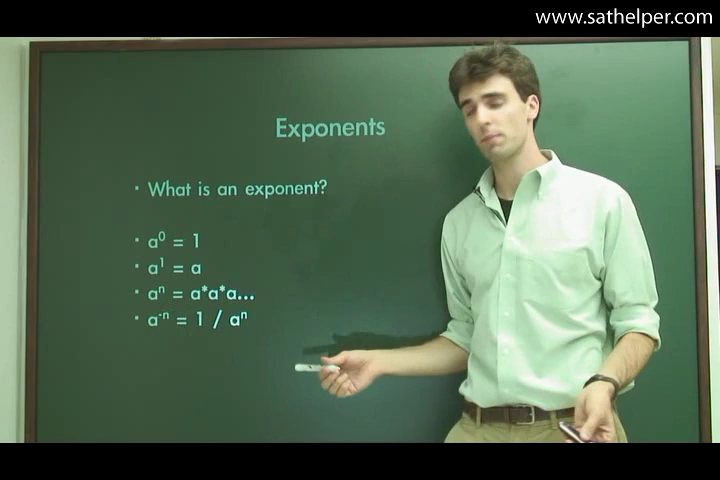 www.sathelper.com
Exponents
• What is an exponent?
• a⁰ = 1
• a¹ = a
• aⁿ = a*a*a...
• a⁻ⁿ = 1 / aⁿ